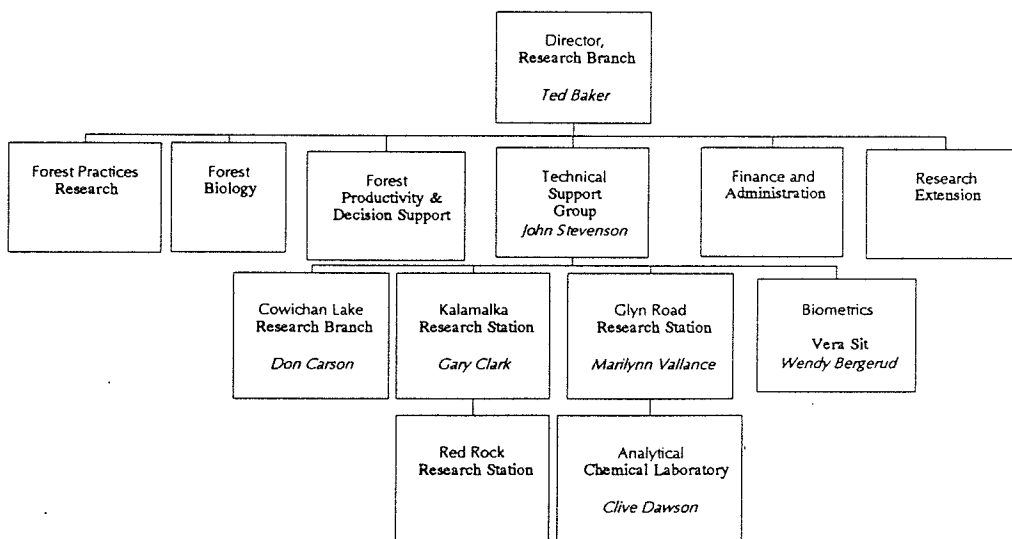 Director,
Research Branch
Ted Baker
Forest Practices
Research
Forest
Biology
Forest
Productivity &
Decision Support
Technical
Support
Group
John Stevenson
Finance and
Administration
Research
Extension
Cowichan Lake
Research Branch
Don Carson
Kalamalka
Research Station
Gary Clark
Glyn Road
Research Station
Marilynn Vallance
Biometrics
Vera Sit
Wendy Bergerud
Red Rock
Research Station
Analytical
Chemical Laboratory
Clive Dawson